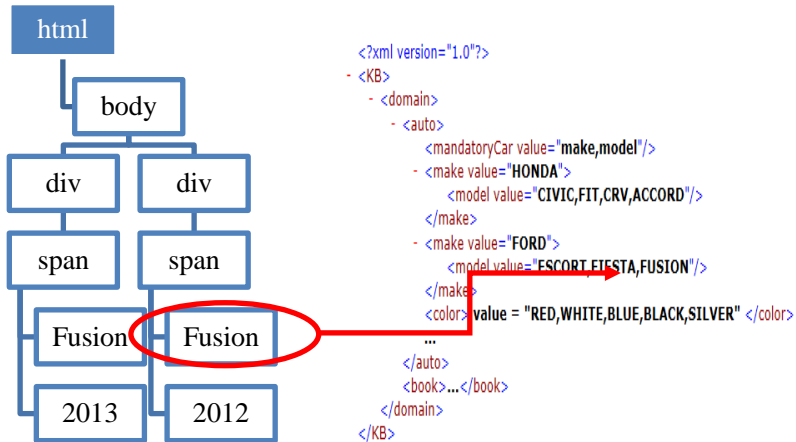 html
body
div div
span span
Fusion Fusion
2013 2012
<?xml version="1.0"?>
- <KB>
- <domain>
- <auto>
<mandatoryCar value="make,model"/>
- <make value="HONDA">
<model value="CIVIC,FIT,CRV,ACCORD"/>
</make>
- <make value="FORD">
<model value="ESCORT,FIESTA,FUSION"/>
</make>
<color> value = "RED,WHITE,BLUE,BLACK,SILVER" </color>
...
</auto>
<book>...</book>
</domain>
</KB>